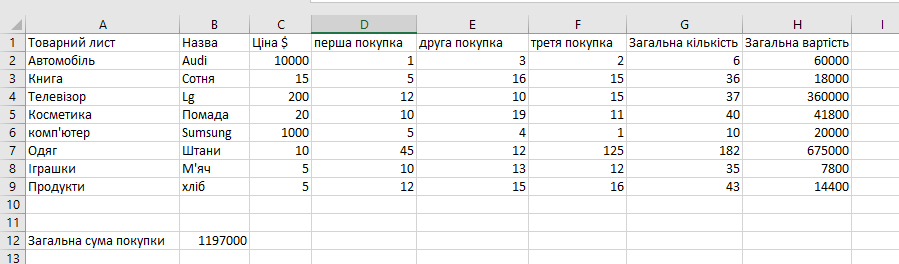 A B C D E F G H I
1 Товарний лист Назва Ціна $ перша покупка друга покупка третя покупка Загальна кількість Загальна вартість
2 Автомобіль Audi 10000 1 3 2 6 60000
3 Книга Сотня 15 5 16 15 36 18000
4 Телевізор Lg 200 12 10 15 37 360000
5 Косметика Помада 20 10 19 11 40 41800
6 комп'ютер Sumsung 1000 5 4 1 10 20000
7 Одяг Штани 10 45 12 125 182 675000
8 Іграшки М'яч 5 10 13 12 35 7800
9 Продукти хліб 5 12 15 16 43 14400
10
11
12 Загальна сума покупки 1197000
13